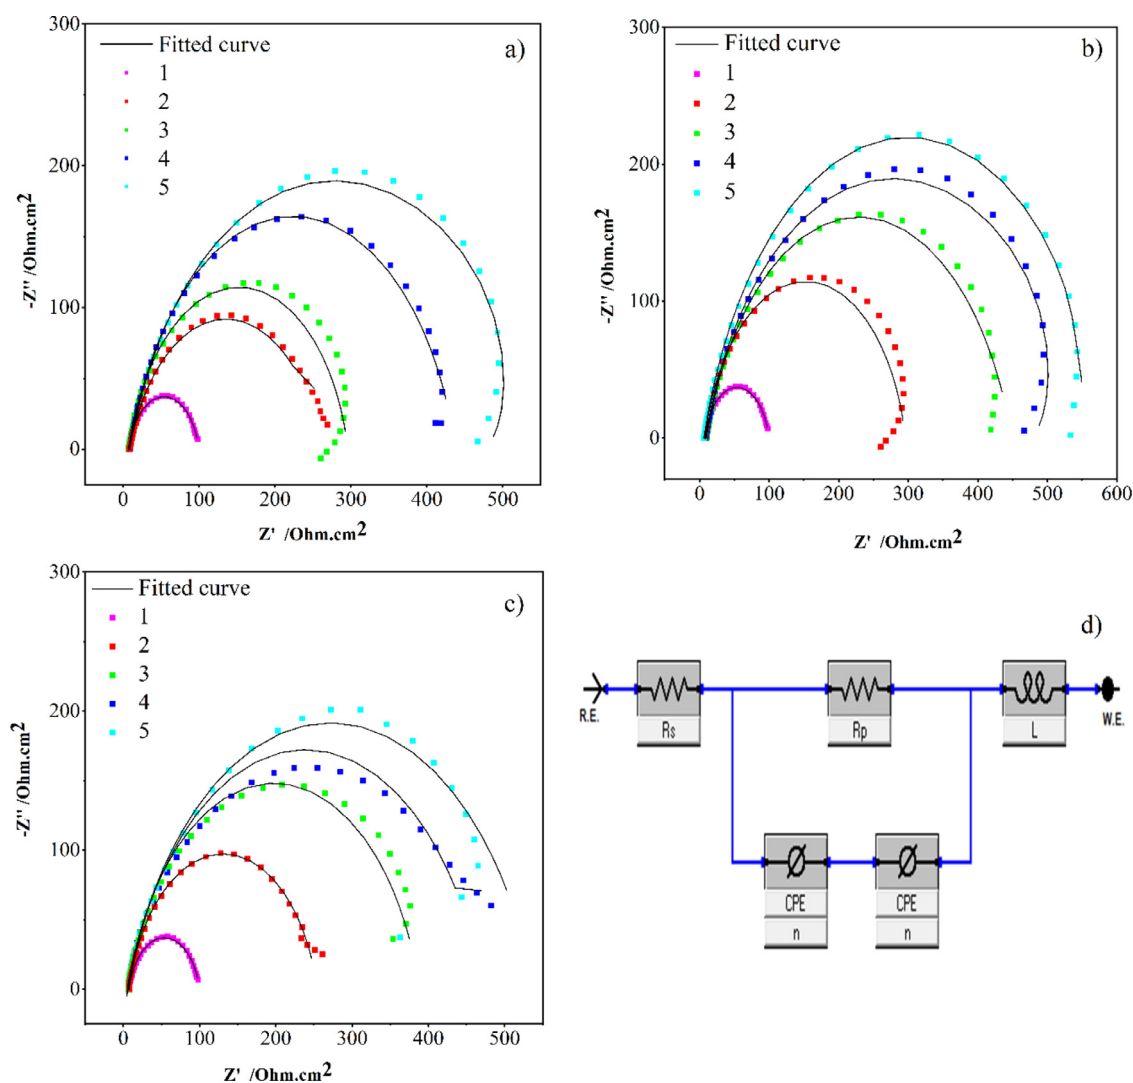 a)
Fitted curve
1
2
3
4
5
300
200
100
0
-Z" /Ohm.cm2
0 100 200 300 400 500
Z' /Ohm.cm2
b)
Fitted curve
1
2
3
4
5
300
200
100
0
-Z" /Ohm.cm2
0 100 200 300 400 500 600
Z' /Ohm.cm2
c)
Fitted curve
1
2
3
4
5
300
200
100
0
-Z" /Ohm.cm2
0 100 200 300 400 500
Z' /Ohm.cm2
d)
R.E. W.E.
Rs Rp L
CPE CPE
n n